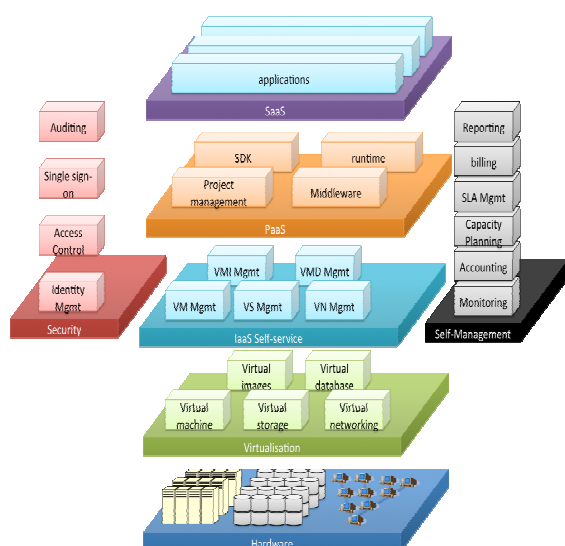 applications
SaaS
Auditing
Single sign-
on
Access
Control
Identity
Mgmt
Security
SDK
runtime
Project
management
Middleware
PaaS
VMI Mgmt
VMD Mgmt
VM Mgmt
VS Mgmt
VN Mgmt
IaaS Self-service
Reporting
billing
SLA Mgmt
Capacity
Planning
Accounting
Monitoring
Self-Management
Virtual
images
Virtual
database
Virtual
machine
Virtual
storage
Virtual
networking
Virtualisation
Hardware